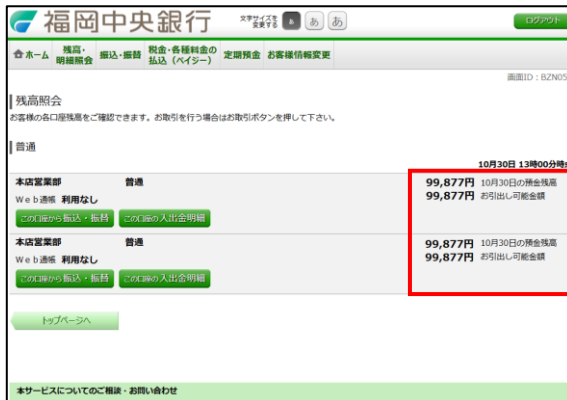 福岡中央銀行
文字サイズを変更する あ あ あ
ログアウト
ホーム 残高・明細照会 振込・振替 税金・各種料金の払込(ペイジー) 定期預金 お客様情報変更
画面ID:BZN05
残高照会
お客様の各口座残高をご確認できます。お取引を行う場合はお取引ボタンを押して下さい。
普通
10月30日 13時00分時
本店営業部 普通 99,877円 10月30日の預金残高
Web通帳 利用なし 99,877円 お引出し可能金額
この口座から振込・振替 この口座の入出金明細
本店営業部 普通 99,877円 10月30日の預金残高
Web通帳 利用なし 99,877円 お引出し可能金額
この口座から振込・振替 この口座の入出金明細
トップページへ
本サービスについてのご相談・お問い合わせ